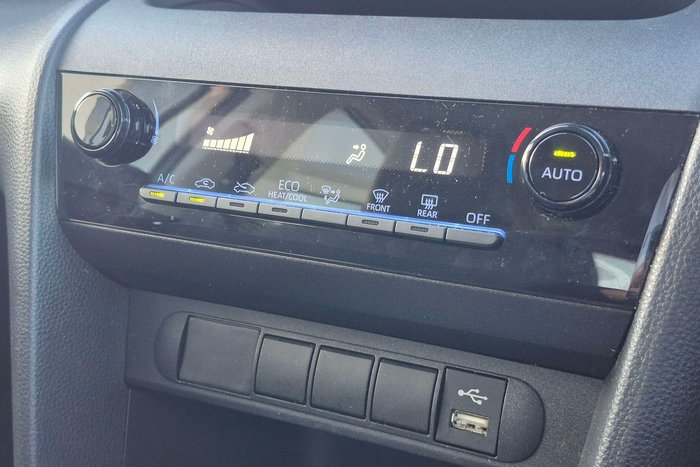 LO
AUTO
A/C
ECO
HEAT/COOL
FRONT
REAR
OFF